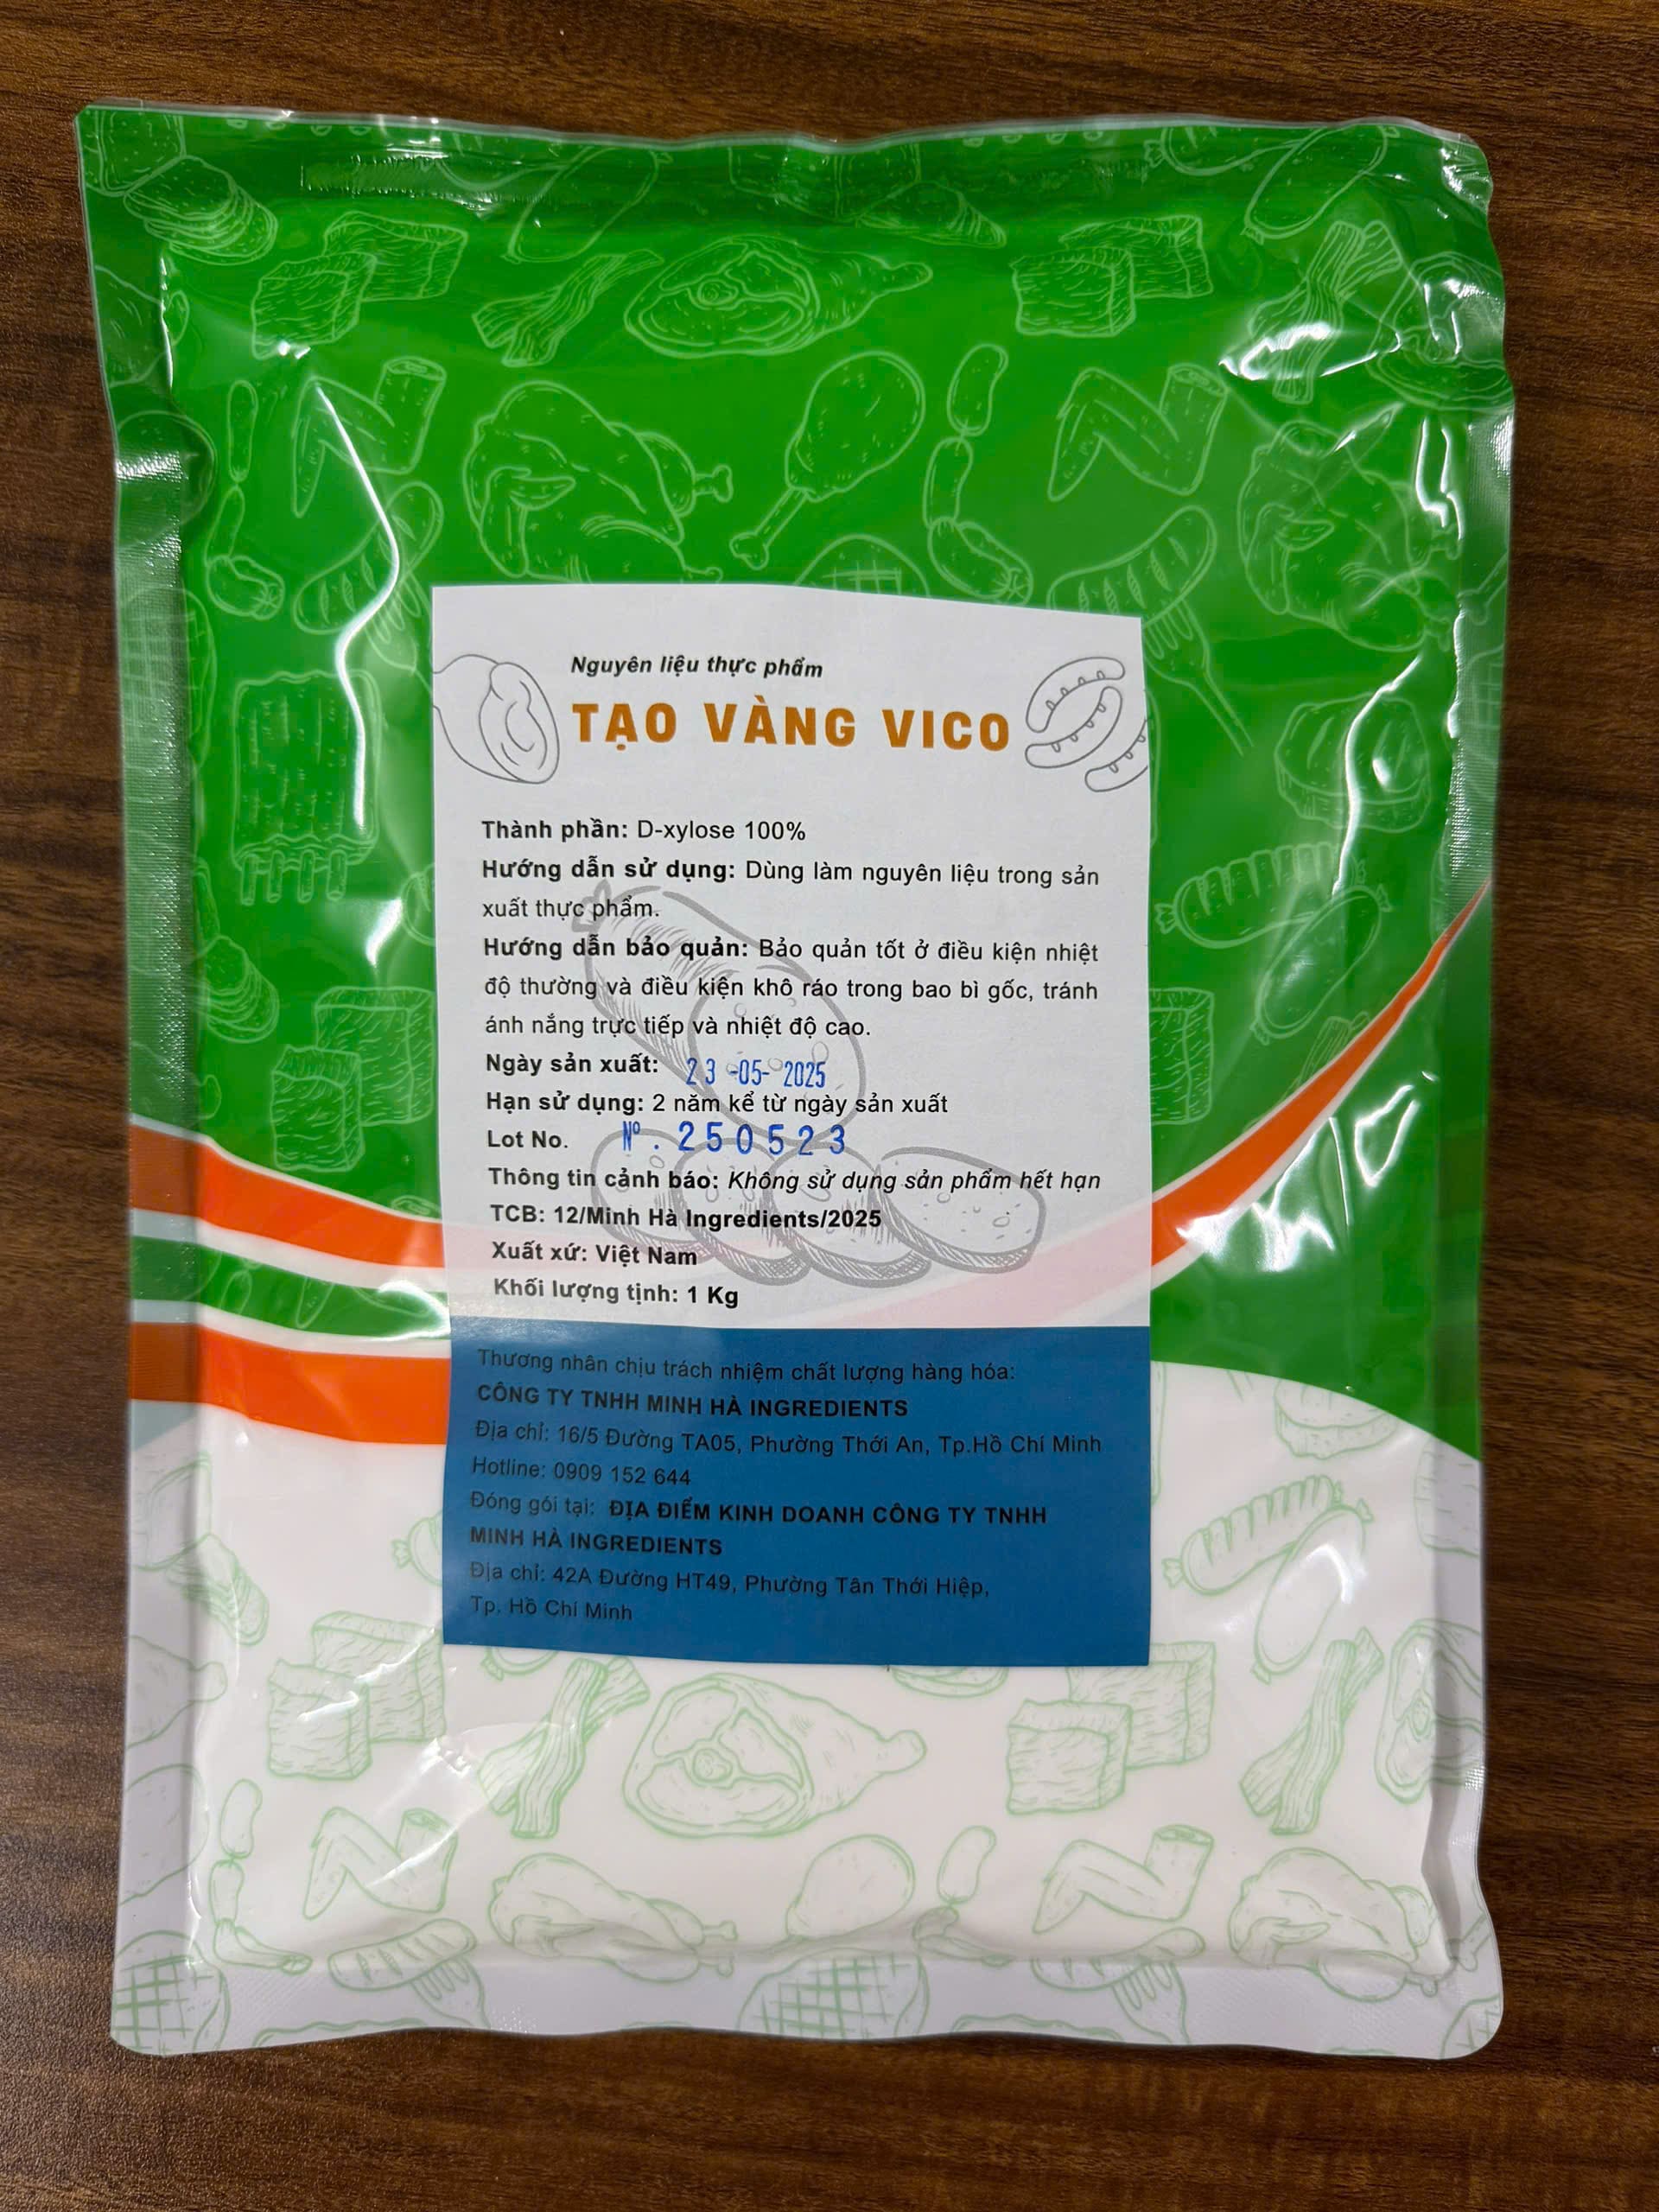 Nguyên liệu thực phẩm
TẠO VÀNG VICO
Thành phần: D-xylose 100%
Hướng dẫn sử dụng: Dùng làm nguyên liệu trong sản
xuất thực phẩm.
Hướng dẫn bảo quản: Bảo quản tốt ở điều kiện nhiệt
độ thường và điều kiện khô ráo trong bao bì gốc, tránh
ánh nắng trực tiếp và nhiệt độ cao.
Ngày sản xuất: 23-05-2025
Hạn sử dụng: 2 năm kể từ ngày sản xuất
Lot No. Nº. 250523
Thông tin cảnh báo: Không sử dụng sản phẩm hết hạn
TCB: 12/Minh Hà Ingredients/2025
Xuất xứ: Việt Nam
Khối lượng tịnh: 1 Kg
Thương nhân chịu trách nhiệm chất lượng hàng hóa:
CÔNG TY TNHH MINH HÀ INGREDIENTS
Địa chỉ: 16/5 Đường TA05, Phường Thới An, Tp.Hồ Chí Minh
Hotline: 0909 152 644
Đóng gói tại: ĐỊA ĐIỂM KINH DOANH CÔNG TY TNHH
MINH HÀ INGREDIENTS
Địa chỉ: 42A Đường HT49, Phường Tân Thới Hiệp,
Tp. Hồ Chí Minh